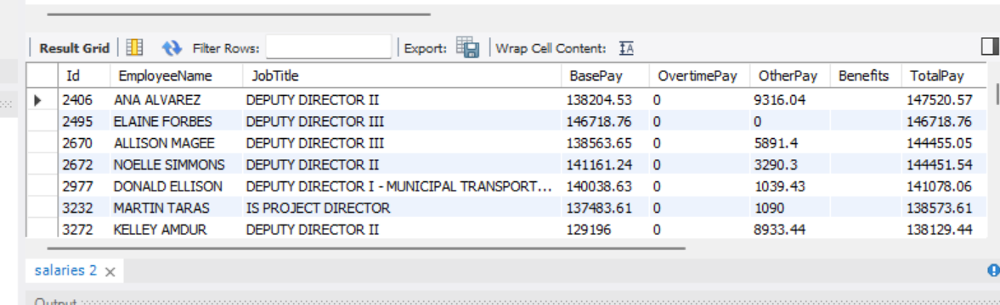 Result Grid Filter Rows: Export: Wrap Cell Content: IA
Id EmployeeName JobTitle BasePay OvertimePay OtherPay Benefits TotalPay
2406 ANA ALVAREZ DEPUTY DIRECTOR II 138204.53 0 9316.04 147520.57
2495 ELAINE FORBES DEPUTY DIRECTOR III 146718.76 0 0 146718.76
2670 ALLISON MAGEE DEPUTY DIRECTOR III 138563.65 0 5891.4 144455.05
2672 NOELLE SIMMONS DEPUTY DIRECTOR II 141161.24 0 3290.3 144451.54
2977 DONALD ELLISON DEPUTY DIRECTOR I - MUNICIPAL TRANSPORT... 140038.63 0 1039.43 141078.06
3232 MARTIN TARAS IS PROJECT DIRECTOR 137483.61 0 1090 138573.61
3272 KELLEY AMDUR DEPUTY DIRECTOR II 129196 0 8933.44 138129.44
salaries 2
Output